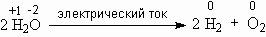 +1 -2 электрический ток 0 0
2 H₂O ⟶ 2 H₂ + O₂